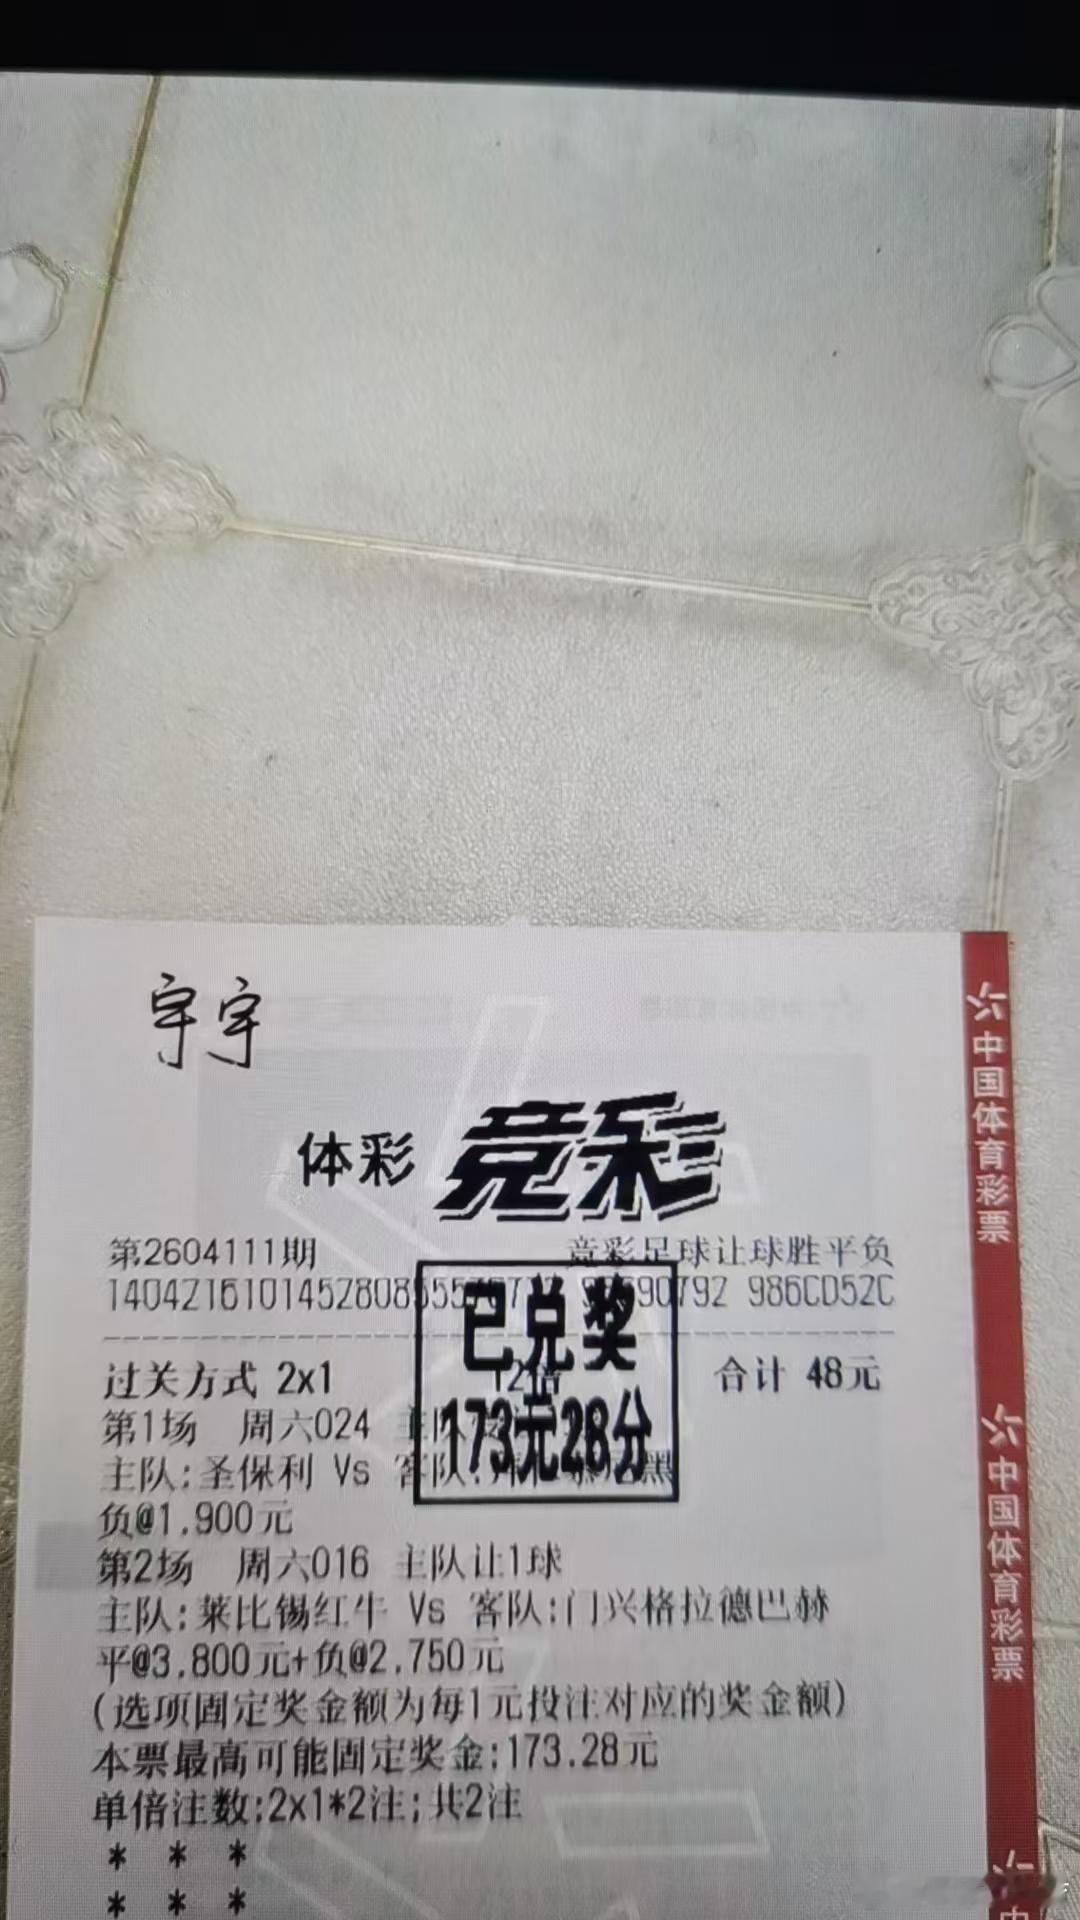 宇宇
体彩 竞彩
第2604111期 竞彩足球让球胜平负
990792 986CD52C
已兑奖
173元28分
过关方式 2x1 12倍 合计 48元
第1场 周六024
主队:圣保利 Vs 客队:
负@1.900元
第2场 周六016 主队让1球
主队:莱比锡红牛 Vs 客队:门兴格拉德巴赫
平@3.800元+负@2.750元
(选项固定奖金额为每1元投注对应的奖金额)
本票最高可能固定奖金:173.28元
单倍注数:2x1*2注;共2注
* * *
* * *
中国体育彩票
中国体育彩票
中